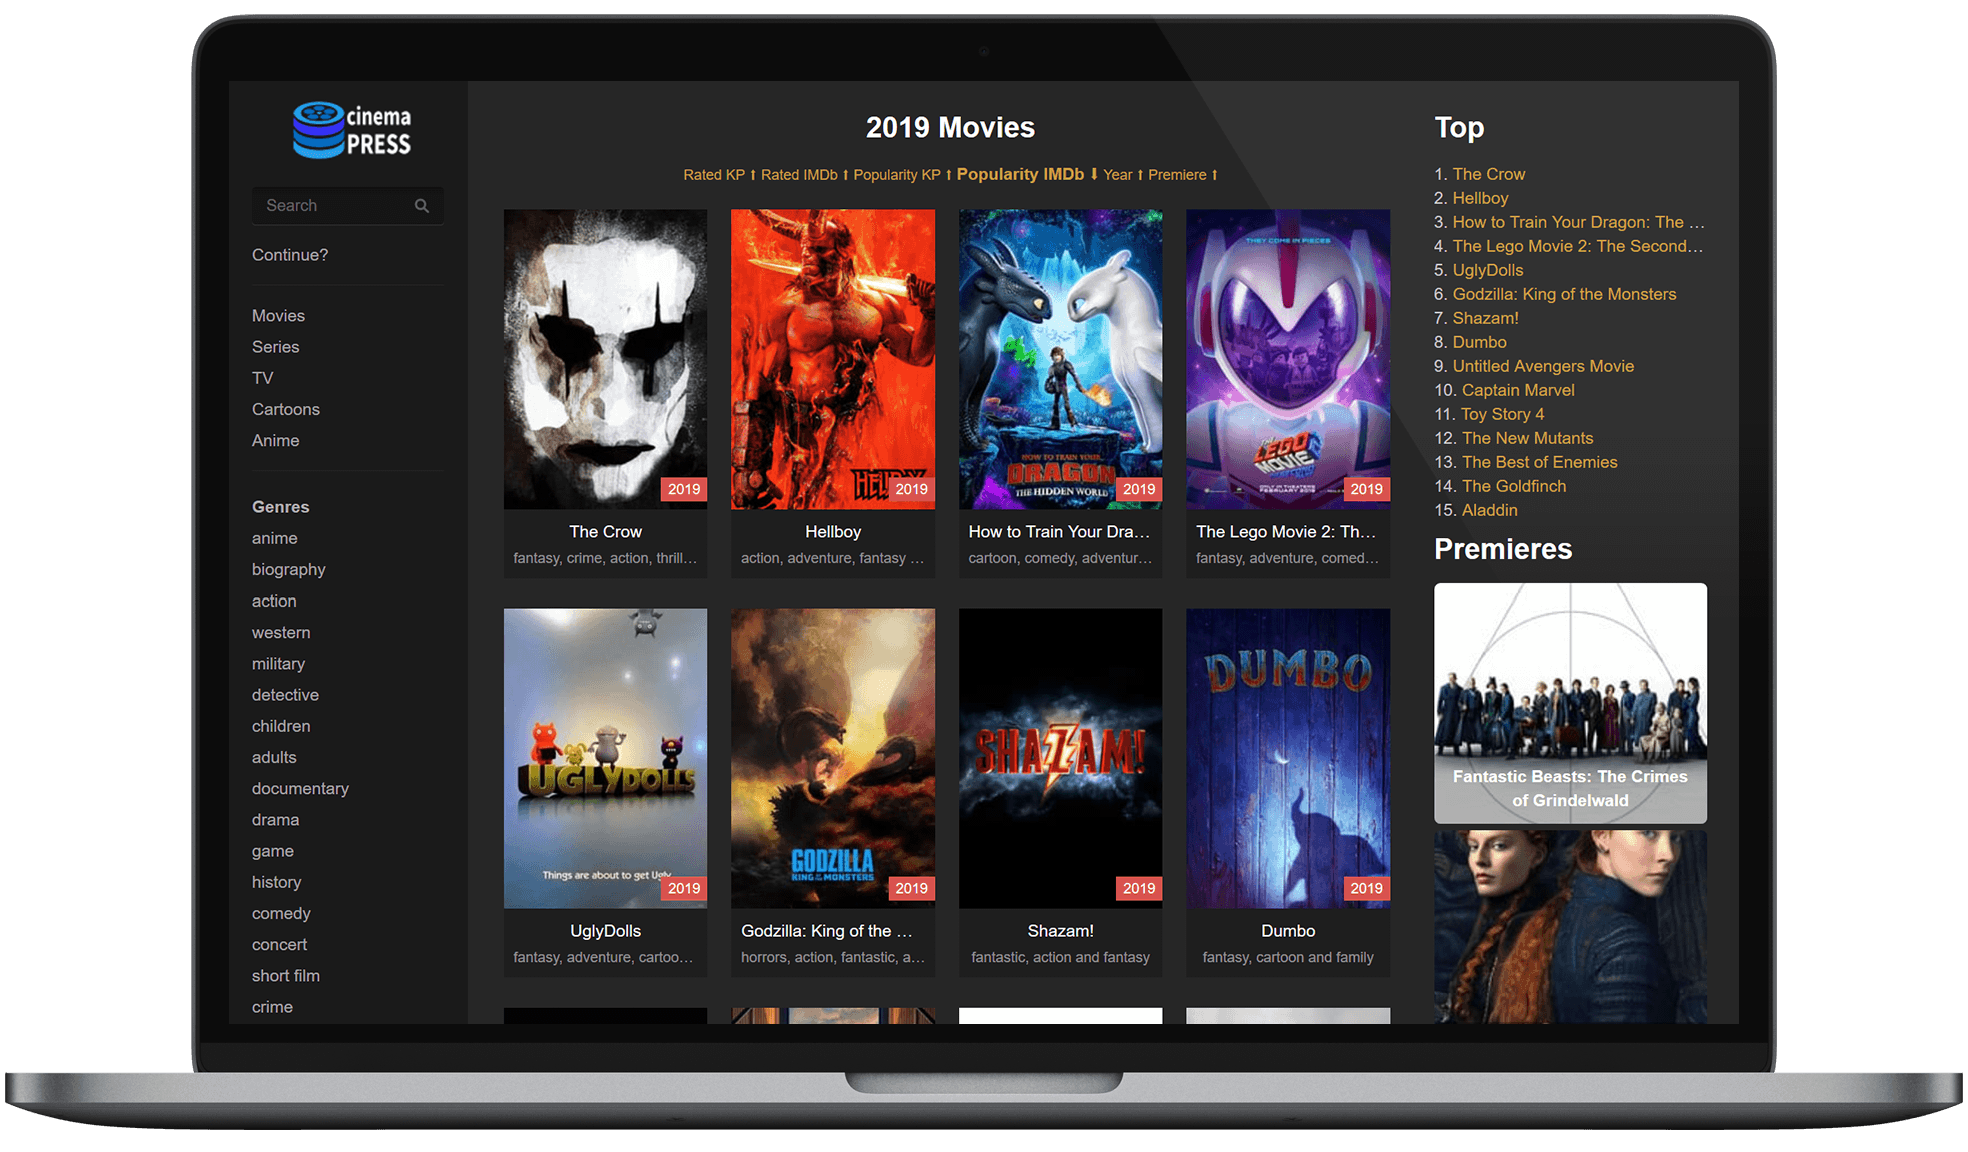 cinema
PRESS
Search
Continue?
Movies
Series
TV
Cartoons
Anime
Genres
anime
biography
action
western
military
detective
children
adults
documentary
drama
game
history
comedy
concert
short film
crime
2019 Movies
Rated KP ⬆ Rated IMDb ⬆ Popularity KP ⬆ Popularity IMDb ⬇ Year ⬆ Premiere ⬆
2019
The Crow
fantasy, crime, action, thrill…
HELLBOY
2019
Hellboy
action, adventure, fantasy …
HOW TO TRAIN YOUR
DRAGON
THE HIDDEN WORLD
2019
How to Train Your Dra…
cartoon, comedy, adventur…
THEY COME IN PIECES
THE
LEGO
MOVIE 2
ONLY IN THEATERS
FEBRUARY 2019
2019
The Lego Movie 2: Th…
fantasy, adventure, comed…
UGLYDOLLS
Things are about to get Ugly
2019
UglyDolls
fantasy, adventure, cartoo…
GODZILLA
KING OF THE MONSTERS
2019
Godzilla: King of the …
horrors, action, fantastic, a…
SHAZAM!
2019
Shazam!
fantastic, action and fantasy
DUMBO
2019
Dumbo
fantasy, cartoon and family
Top
1. The Crow
2. Hellboy
3. How to Train Your Dragon: The …
4. The Lego Movie 2: The Second…
5. UglyDolls
6. Godzilla: King of the Monsters
7. Shazam!
8. Dumbo
9. Untitled Avengers Movie
10. Captain Marvel
11. Toy Story 4
12. The New Mutants
13. The Best of Enemies
14. The Goldfinch
15. Aladdin
Premieres
Fantastic Beasts: The Crimes
of Grindelwald